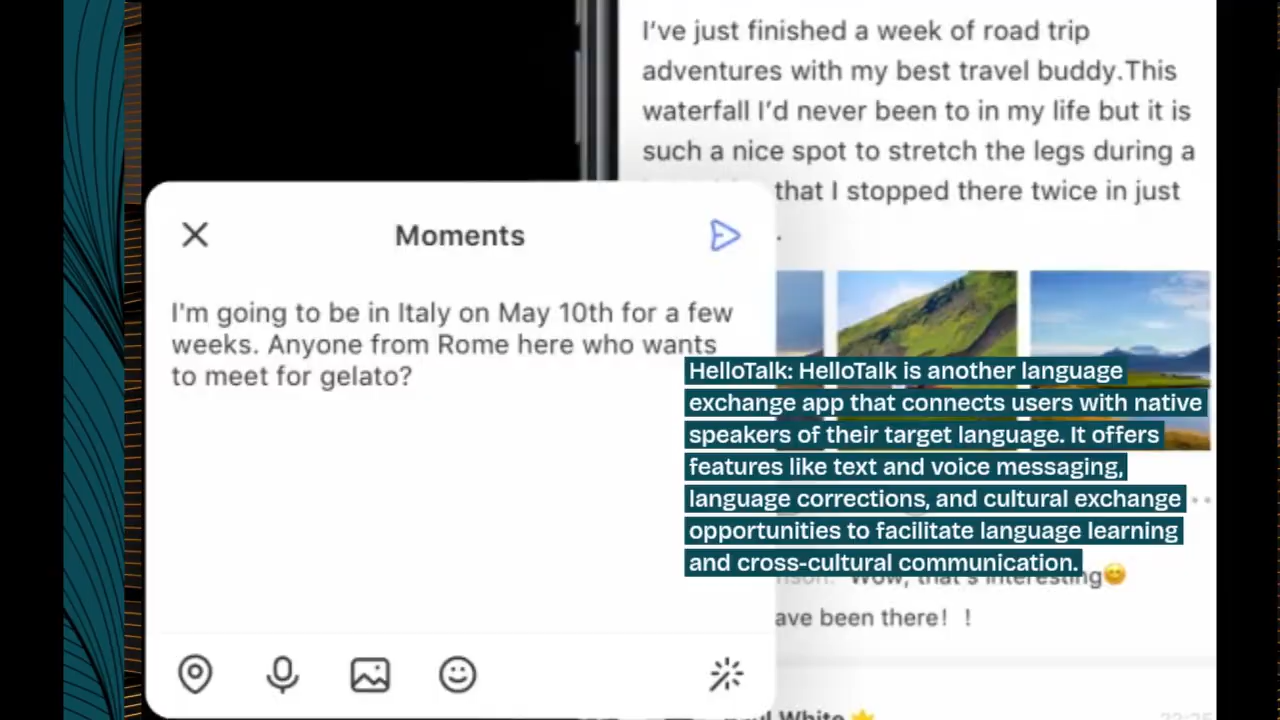 I've just finished a week of road trip
adventures with my best travel buddy.This
waterfall I'd never been to in my life but it is
such a nice spot to stretch the legs during a
that I stopped there twice in just
.
Moments
I'm going to be in Italy on May 10th for a few
weeks. Anyone from Rome here who wants
to meet for gelato?
HelloTalk: HelloTalk is another language
exchange app that connects users with native
speakers of their target language. It offers
features like text and voice messaging,
language corrections, and cultural exchange
opportunities to facilitate language learning
and cross-cultural communication.
Wow, that's interesting😊
ave been there! !
White ⭐